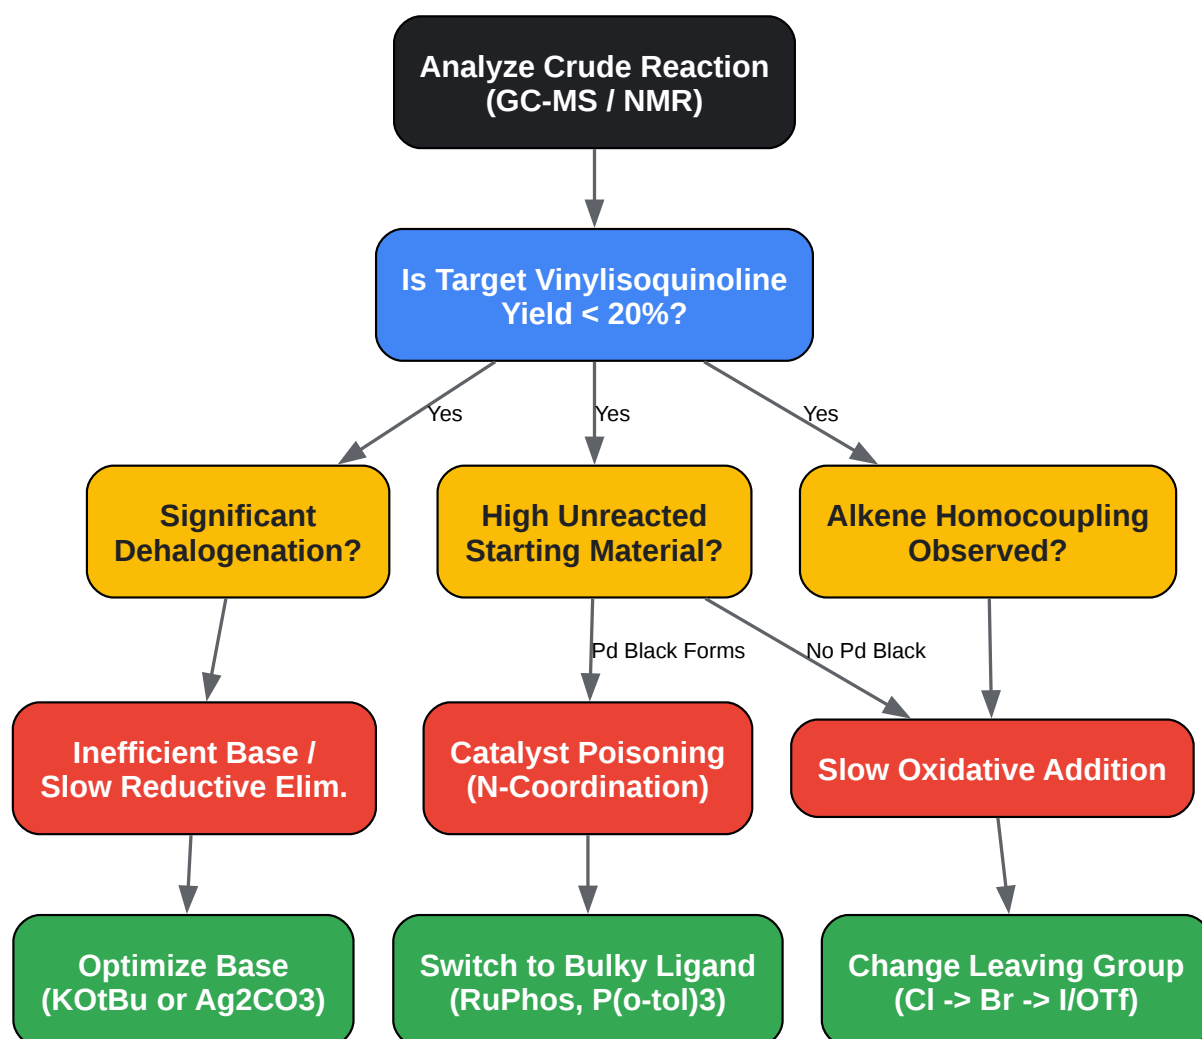 Analyze Crude Reaction
(GC-MS / NMR)
Is Target Vinylisoquinoline
Yield < 20%?
Yes
Yes
Yes
Significant
Dehalogenation?
High Unreacted
Starting Material?
Alkene Homocoupling
Observed?
Pd Black Forms
No Pd Black
Inefficient Base /
Slow Reductive Elim.
Catalyst Poisoning
(N-Coordination)
Slow Oxidative Addition
Optimize Base
(KOtBu or Ag2CO3)
Switch to Bulky Ligand
(RuPhos, P(o-tol)3)
Change Leaving Group
(Cl -> Br -> I/OTf)